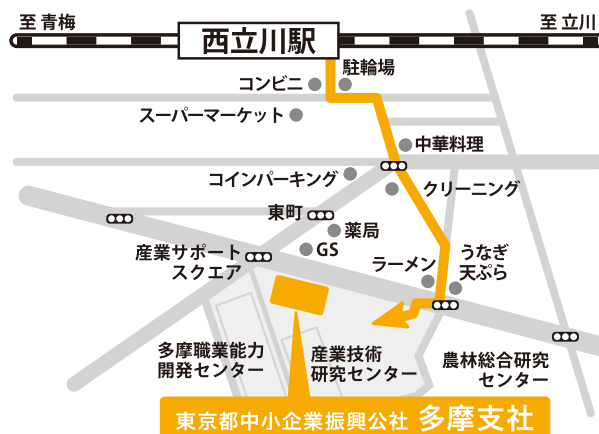 至 青梅
至 立川
西立川駅
駐輪場
コンビニ
スーパーマーケット
中華料理
コインパーキング
クリーニング
東町
薬局
GS
産業サポート
スクエア
ラーメン
うなぎ
天ぷら
多摩職業能力
開発センター
産業技術
研究センター
農林総合研究
センター
東京都中小企業振興公社 多摩支社